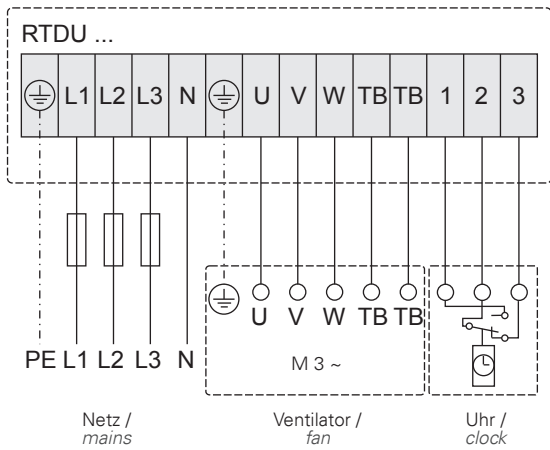 RTDU ...
L1 L2 L3 N U V W TB TB 1 2 3
U V W TB TB
PE L1 L2 L3 N
M 3 ~
Netz / Ventilator / Uhr /
mains fan clock